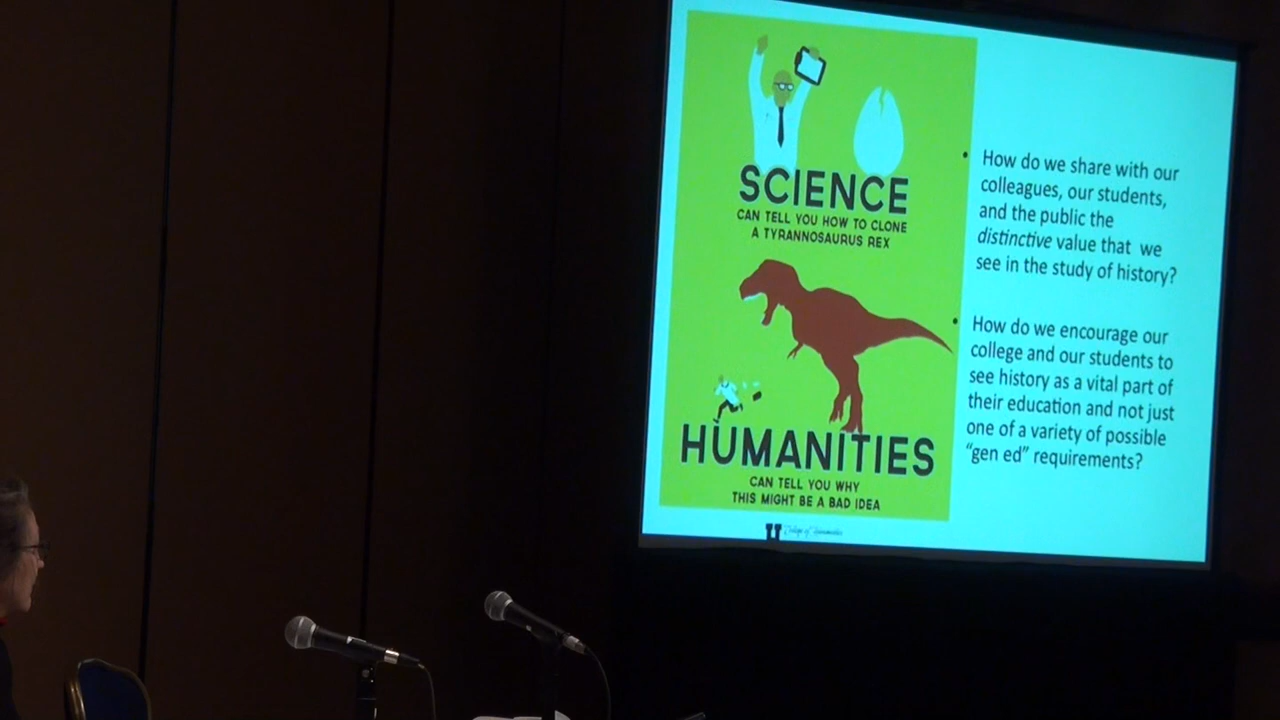 SCIENCE
CAN TELL YOU HOW TO CLONE
A TYRANNOSAURUS REX
HUMANITIES
CAN TELL YOU WHY
THIS MIGHT BE A BAD IDEA
• How do we share with our
colleagues, our students,
and the public the
distinctive value that we
see in the study of history?
• How do we encourage our
college and our students to
see history as a vital part of
their education and not just
one of a variety of possible
“gen ed” requirements?
College of Humanities